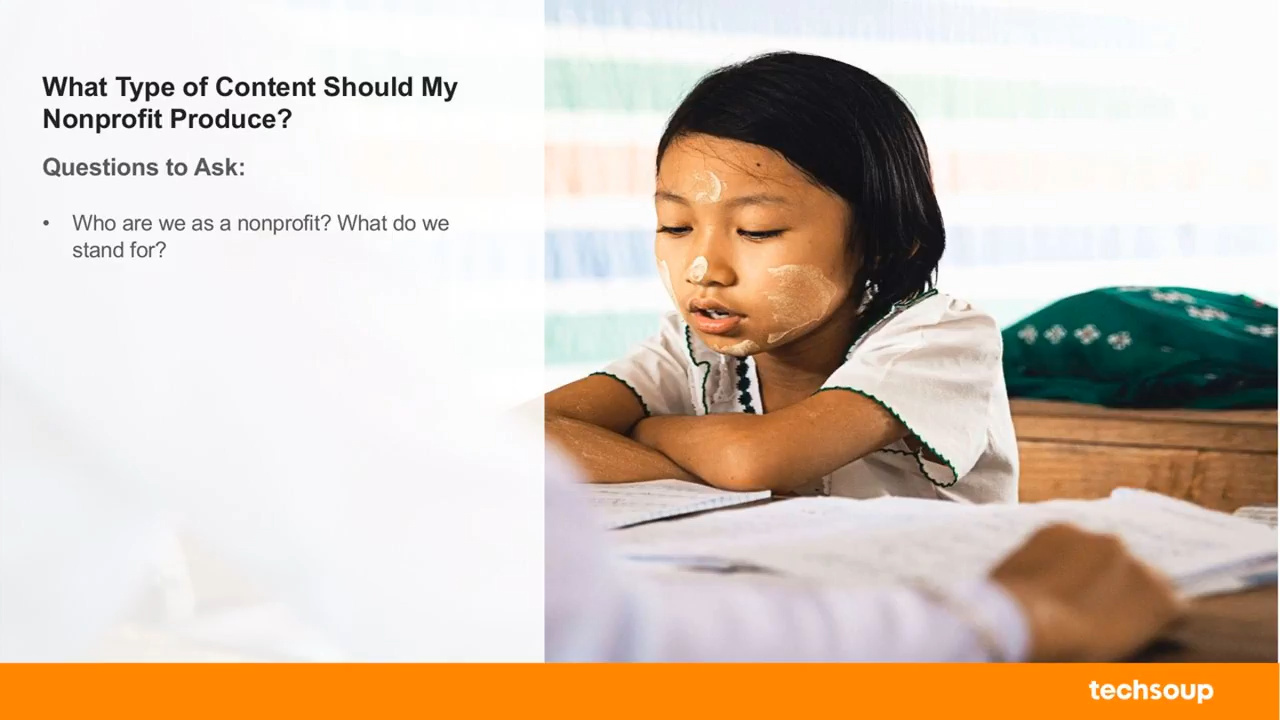 What Type of Content Should My
Nonprofit Produce?
Questions to Ask:
• Who are we as a nonprofit? What do we
stand for?
techsoup